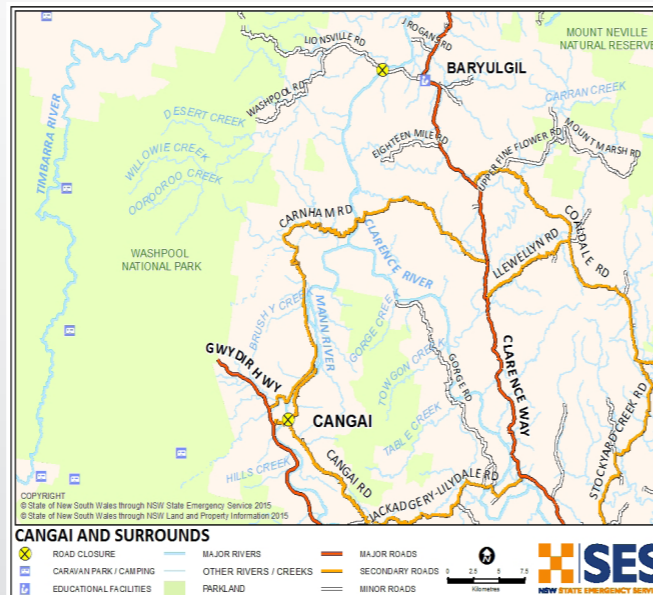 MOUNT NEVILLE
NATURAL RESERVE
J ROGANS RD
LIONSVILLE RD
BARYULGIL
WASHPOOL RD
CARRAN CREEK
TIMBARRA RIVER
DESERT CREEK
EIGHTEEN MILE RD
UPPER FINE FLOWER RD
MOUNT MARSH RD
WILLOWIE CREEK
OORDOROO CREEK
CARNHAM RD
COALDALE RD
CLARENCE RIVER
LLEWELLYN RD
WASHPOOL
NATIONAL PARK
BRUSHY CREE
MANN RIVER
GORGE CREE
GWYDIR HWY
TOWGON CREEK
GORGE RD
CLARENCE WAY
CANGAI
TABLE CREEK
STOCKYARD CREEK RD
HILLS CREEK
CANGAI RD
JACKADGERY-LILYDALE RD
COPYRIGHT
© State of New South Wales through NSW State Emergency Service 2015
© State of New South Wales through NSW Land and Property Information 2015
CANGAI AND SURROUNDS
ROAD CLOSURE
MAJOR RIVERS
MAJOR ROADS
CARAVAN PARK / CAMPING
OTHER RIVERS / CREEKS
SECONDARY ROADS
EDUCATIONAL FACILITIES
PARKLAND
MINOR ROADS
N
0 2.5 5 7.5
Kilometres
SES
NSW STATE EMERGENCY SERVI